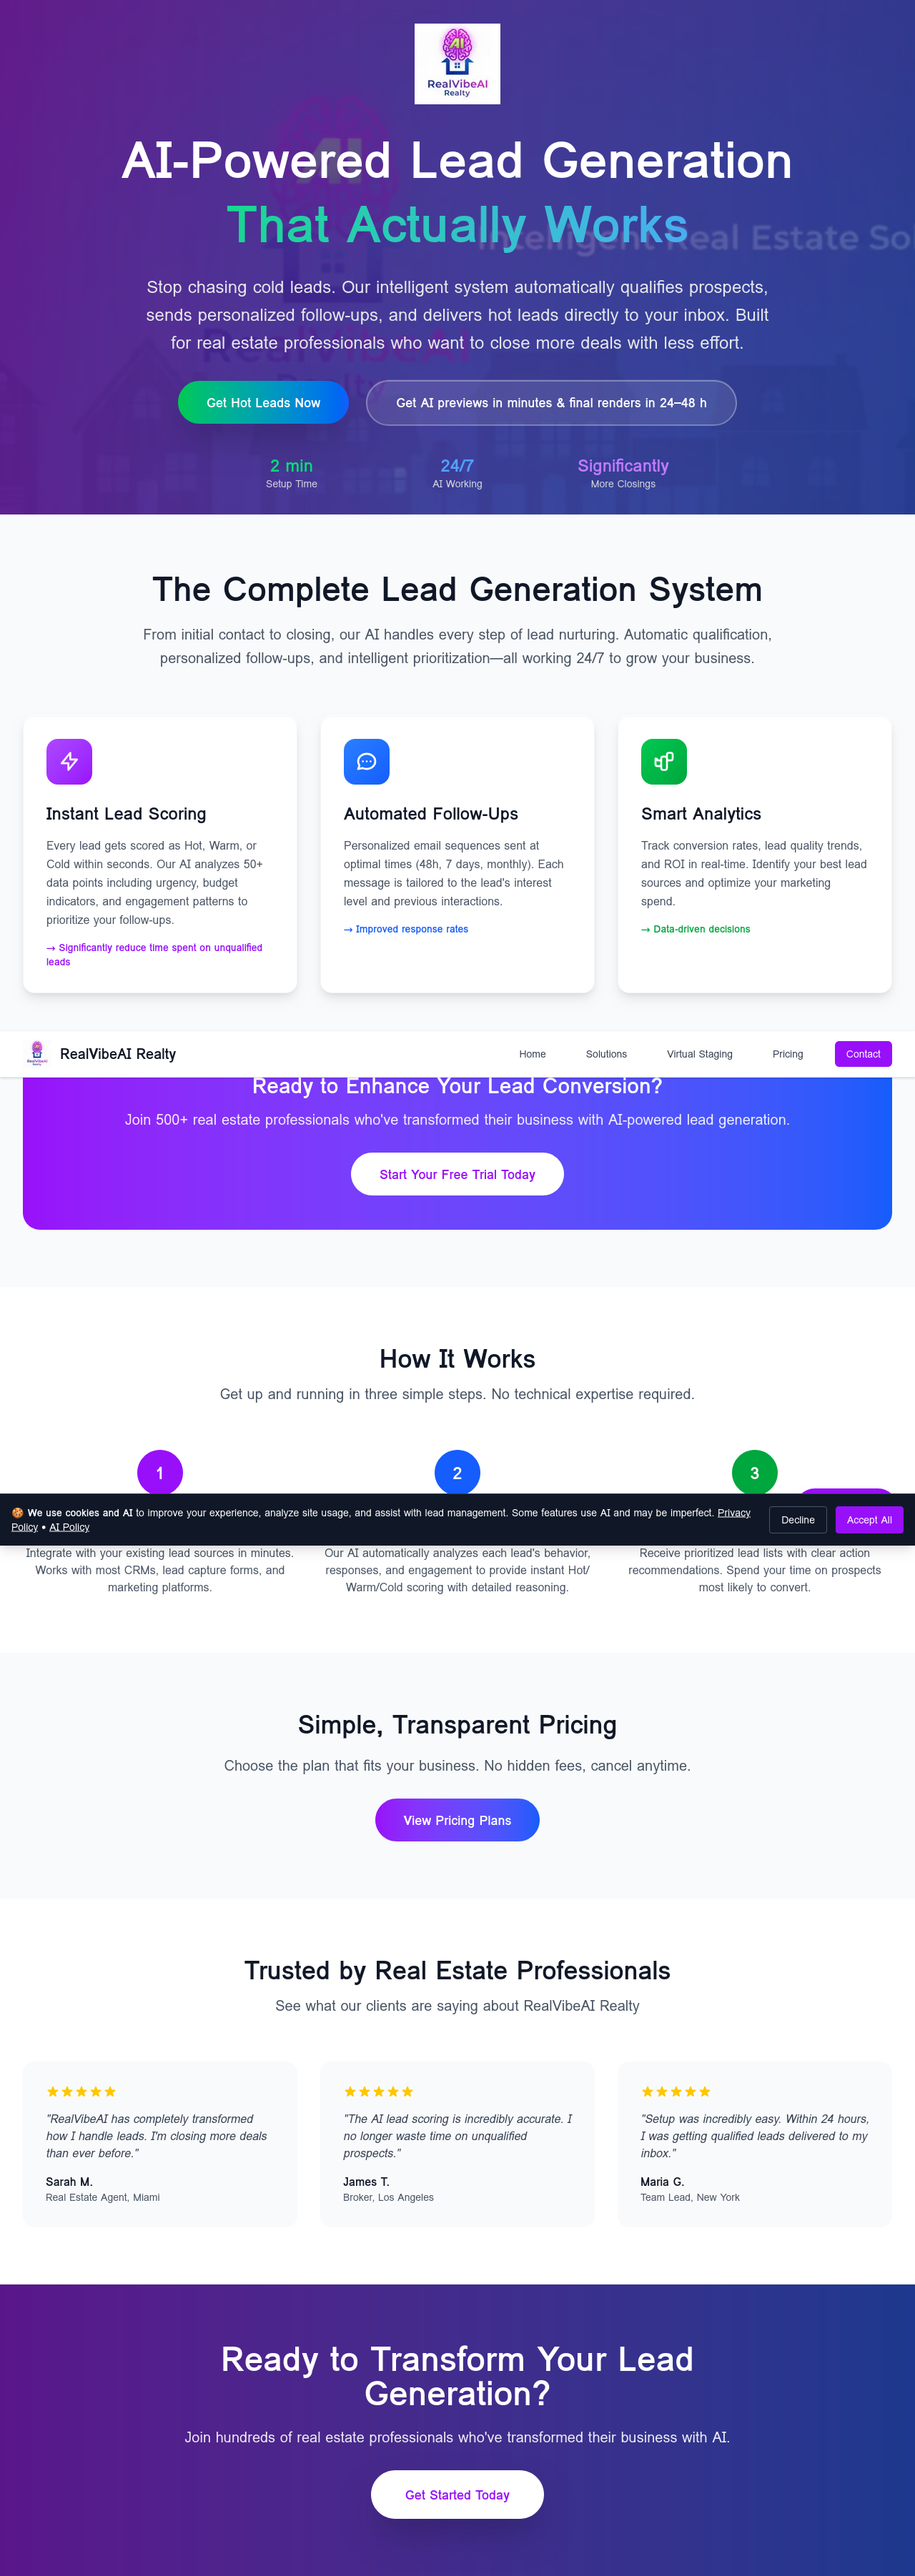 AI
RealVibeAI
Realty
AI-Powered Lead Generation
That Actually Works
Intelligent Real Estate So
Stop chasing cold leads. Our intelligent system automatically qualifies prospects,
sends personalized follow-ups, and delivers hot leads directly to your inbox. Built
for real estate professionals who want to close more deals with less effort.
RealVibeAI
Get Hot Leads Now
Get AI previews in minutes & final renders in 24–48 h
2 min
Setup Time
24/7
AI Working
Significantly
More Closings
The Complete Lead Generation System
From initial contact to closing, our AI handles every step of lead nurturing. Automatic qualification,
personalized follow-ups, and intelligent prioritization—all working 24/7 to grow your business.
Instant Lead Scoring
Every lead gets scored as Hot, Warm, or
Cold within seconds. Our AI analyzes 50+
data points including urgency, budget
indicators, and engagement patterns to
prioritize your follow-ups.
→ Significantly reduce time spent on unqualified
leads
Automated Follow-Ups
Personalized email sequences sent at
optimal times (48h, 7 days, monthly). Each
message is tailored to the lead's interest
level and previous interactions.
→ Improved response rates
Smart Analytics
Track conversion rates, lead quality trends,
and ROI in real-time. Identify your best lead
sources and optimize your marketing
spend.
→ Data-driven decisions
RealVibeAI Realty
Home
Solutions
Virtual Staging
Pricing
Contact
Ready to Enhance Your Lead Conversion?
Join 500+ real estate professionals who've transformed their business with AI-powered lead generation.
Start Your Free Trial Today
How It Works
Get up and running in three simple steps. No technical expertise required.
1
2
3
🍪 We use cookies and AI to improve your experience, analyze site usage, and assist with lead management. Some features use AI and may be imperfect. Privacy
Policy • AI Policy
Decline
Accept All
Integrate with your existing lead sources in minutes.
Works with most CRMs, lead capture forms, and
marketing platforms.
Our AI automatically analyzes each lead's behavior,
responses, and engagement to provide instant Hot/
Warm/Cold scoring with detailed reasoning.
Receive prioritized lead lists with clear action
recommendations. Spend your time on prospects
most likely to convert.
Simple, Transparent Pricing
Choose the plan that fits your business. No hidden fees, cancel anytime.
View Pricing Plans
Trusted by Real Estate Professionals
See what our clients are saying about RealVibeAI Realty
"RealVibeAI has completely transformed
how I handle leads. I'm closing more deals
than ever before."
Sarah M.
Real Estate Agent, Miami
"The AI lead scoring is incredibly accurate. I
no longer waste time on unqualified
prospects."
James T.
Broker, Los Angeles
"Setup was incredibly easy. Within 24 hours,
I was getting qualified leads delivered to my
inbox."
Maria G.
Team Lead, New York
Ready to Transform Your Lead
Generation?
Join hundreds of real estate professionals who've transformed their business with AI.
Get Started Today